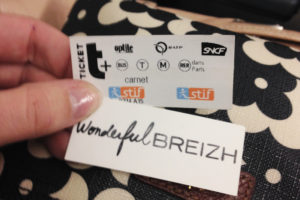 TICKET
t+
optile
RATP
SNCF
BUS T M RER dans Paris
carnet
stif stif
Wonderful BREIZH